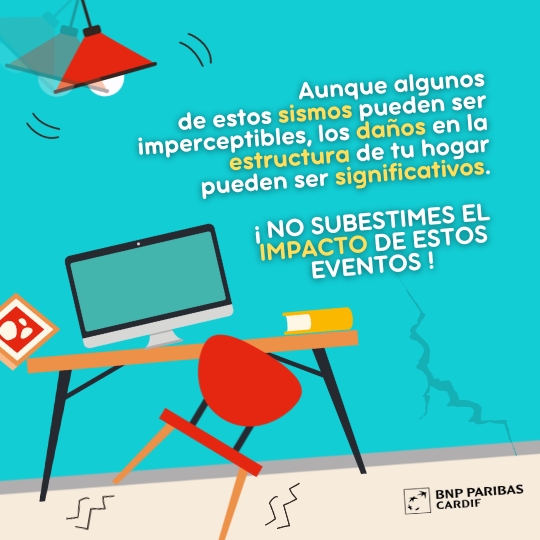 Aunque algunos
de estos sismos pueden ser
imperceptibles, los daños en la
estructura de tu hogar
pueden ser significativos.
¡ NO SUBESTIMES EL
IMPACTO DE ESTOS
EVENTOS !
BNP PARIBAS
CARDIF